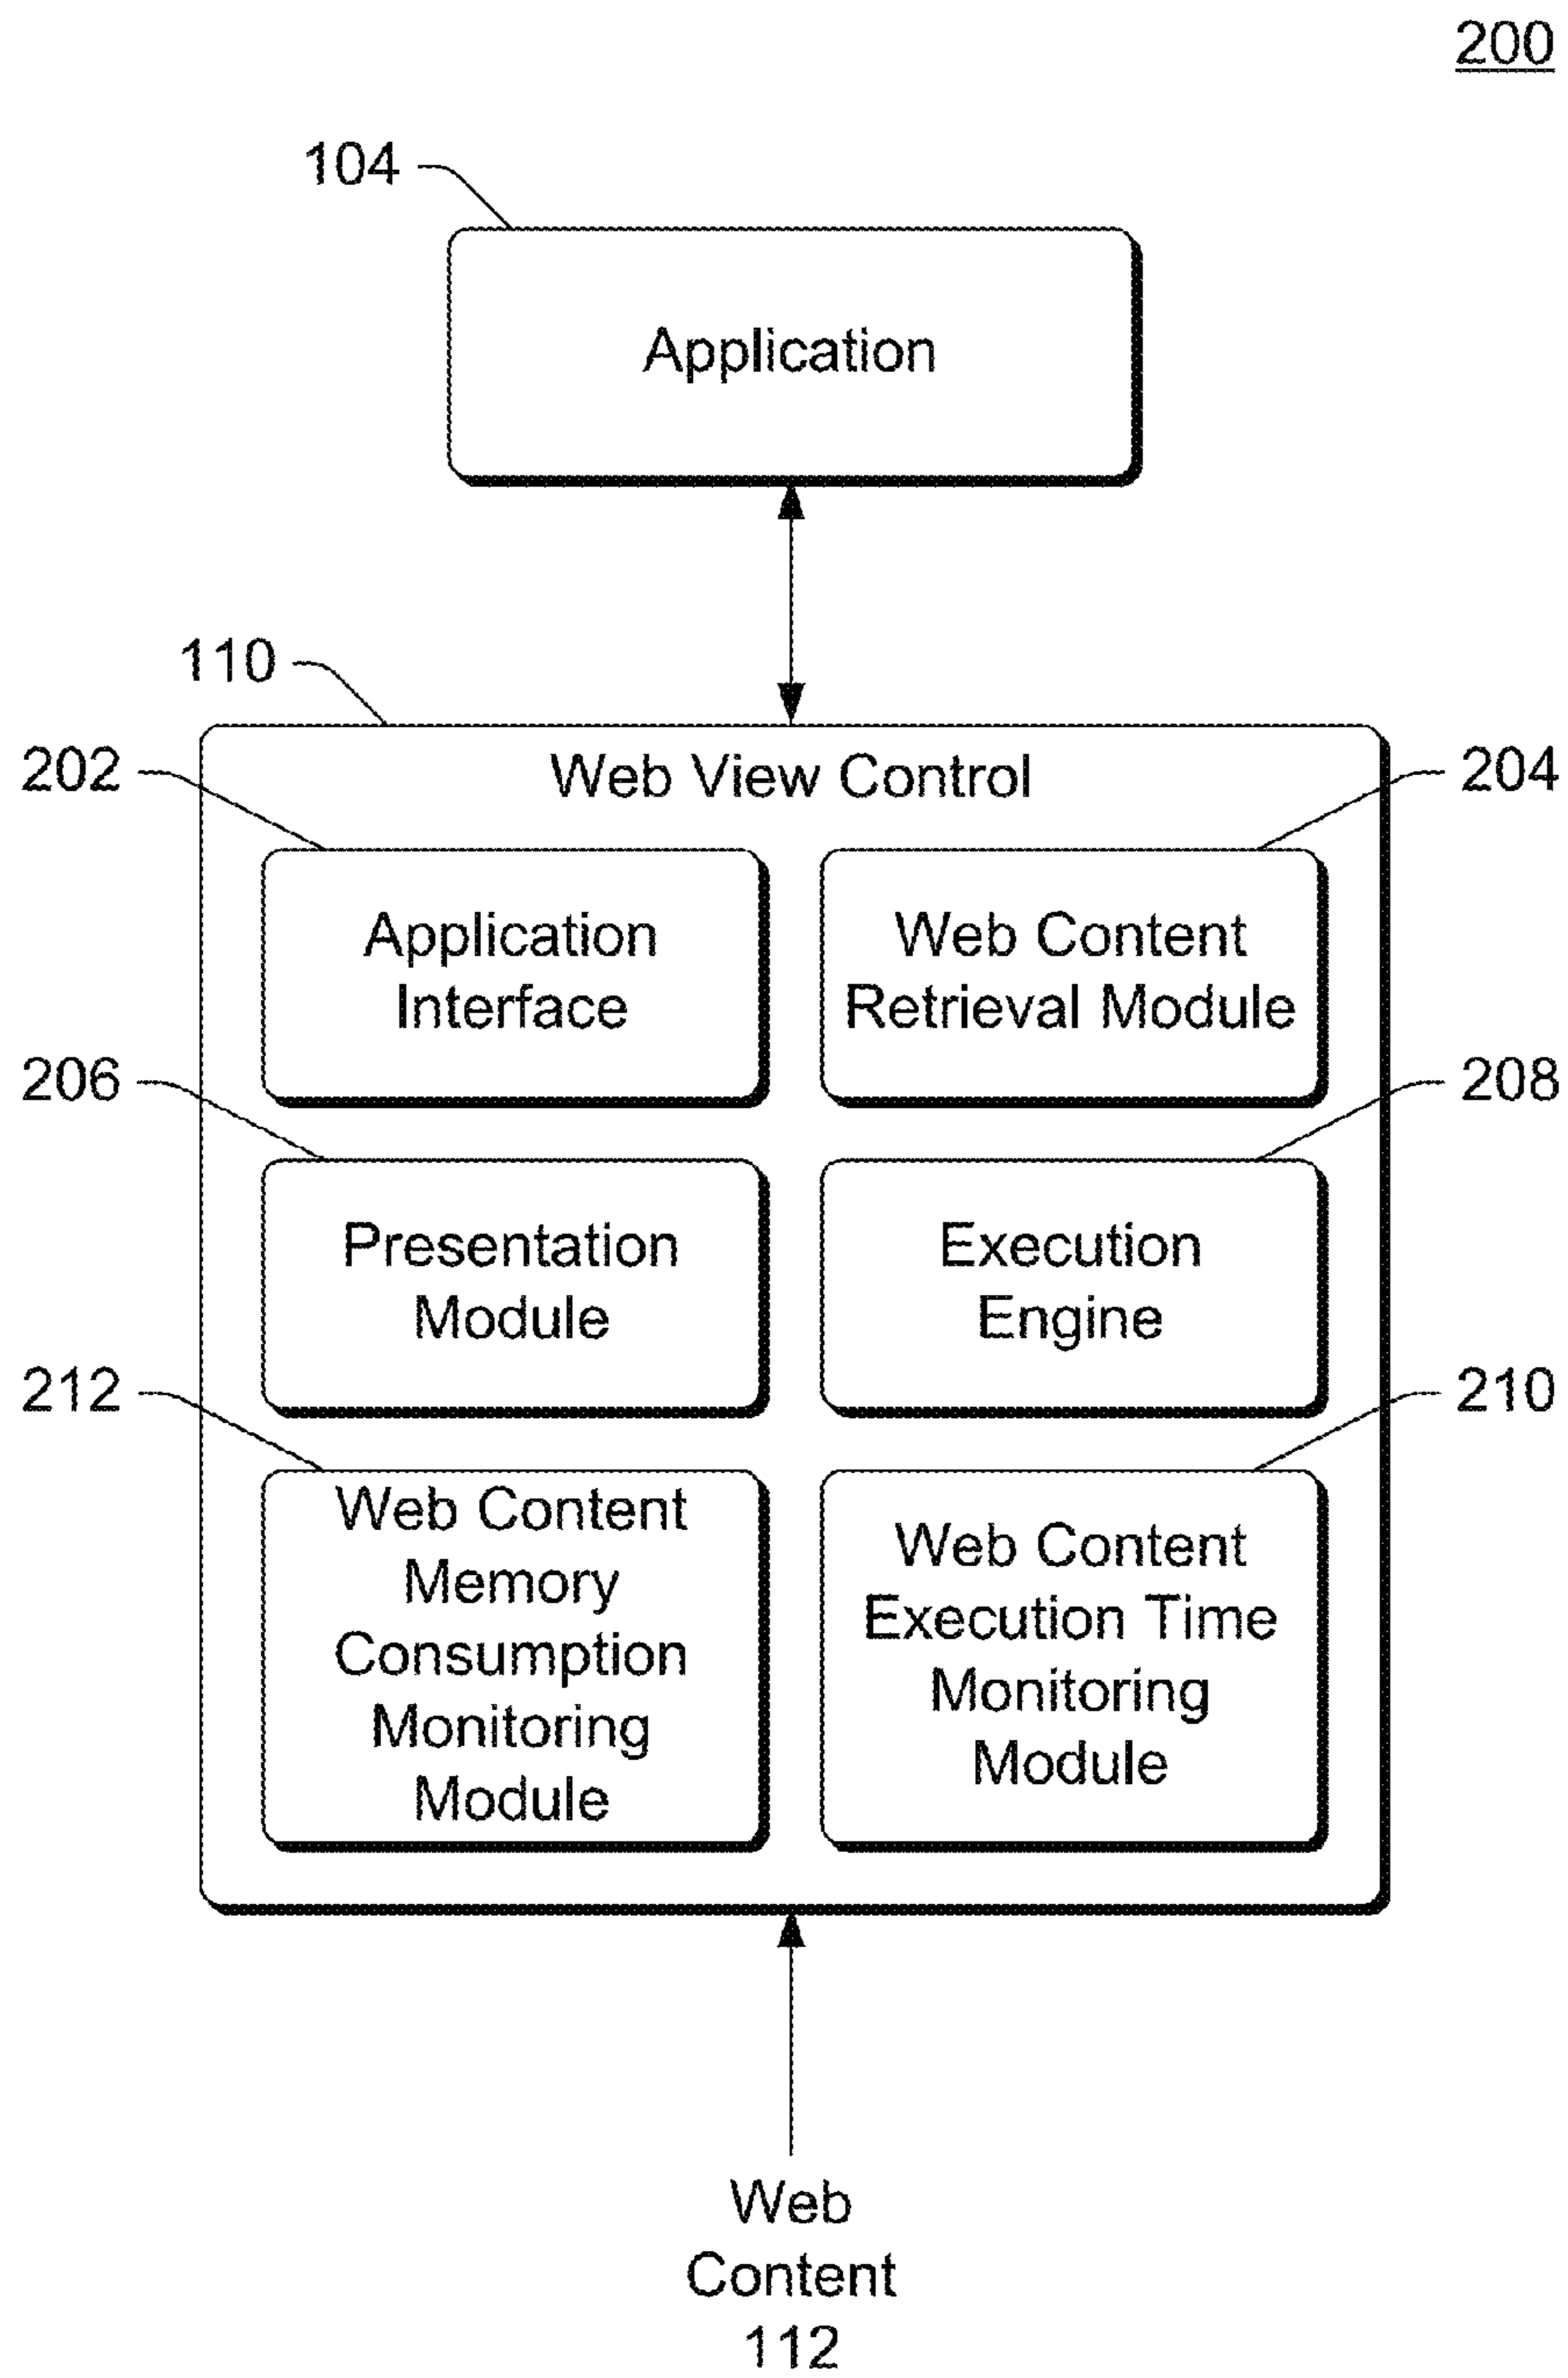 200
104
Application
110
Web View Control
202
204
Application
Interface
Web Content
Retrieval Module
206
208
Presentation
Module
Execution
Engine
212
210
Web Content
Memory
Consumption
Monitoring
Module
Web Content
Execution Time
Monitoring
Module
Web
Content
112